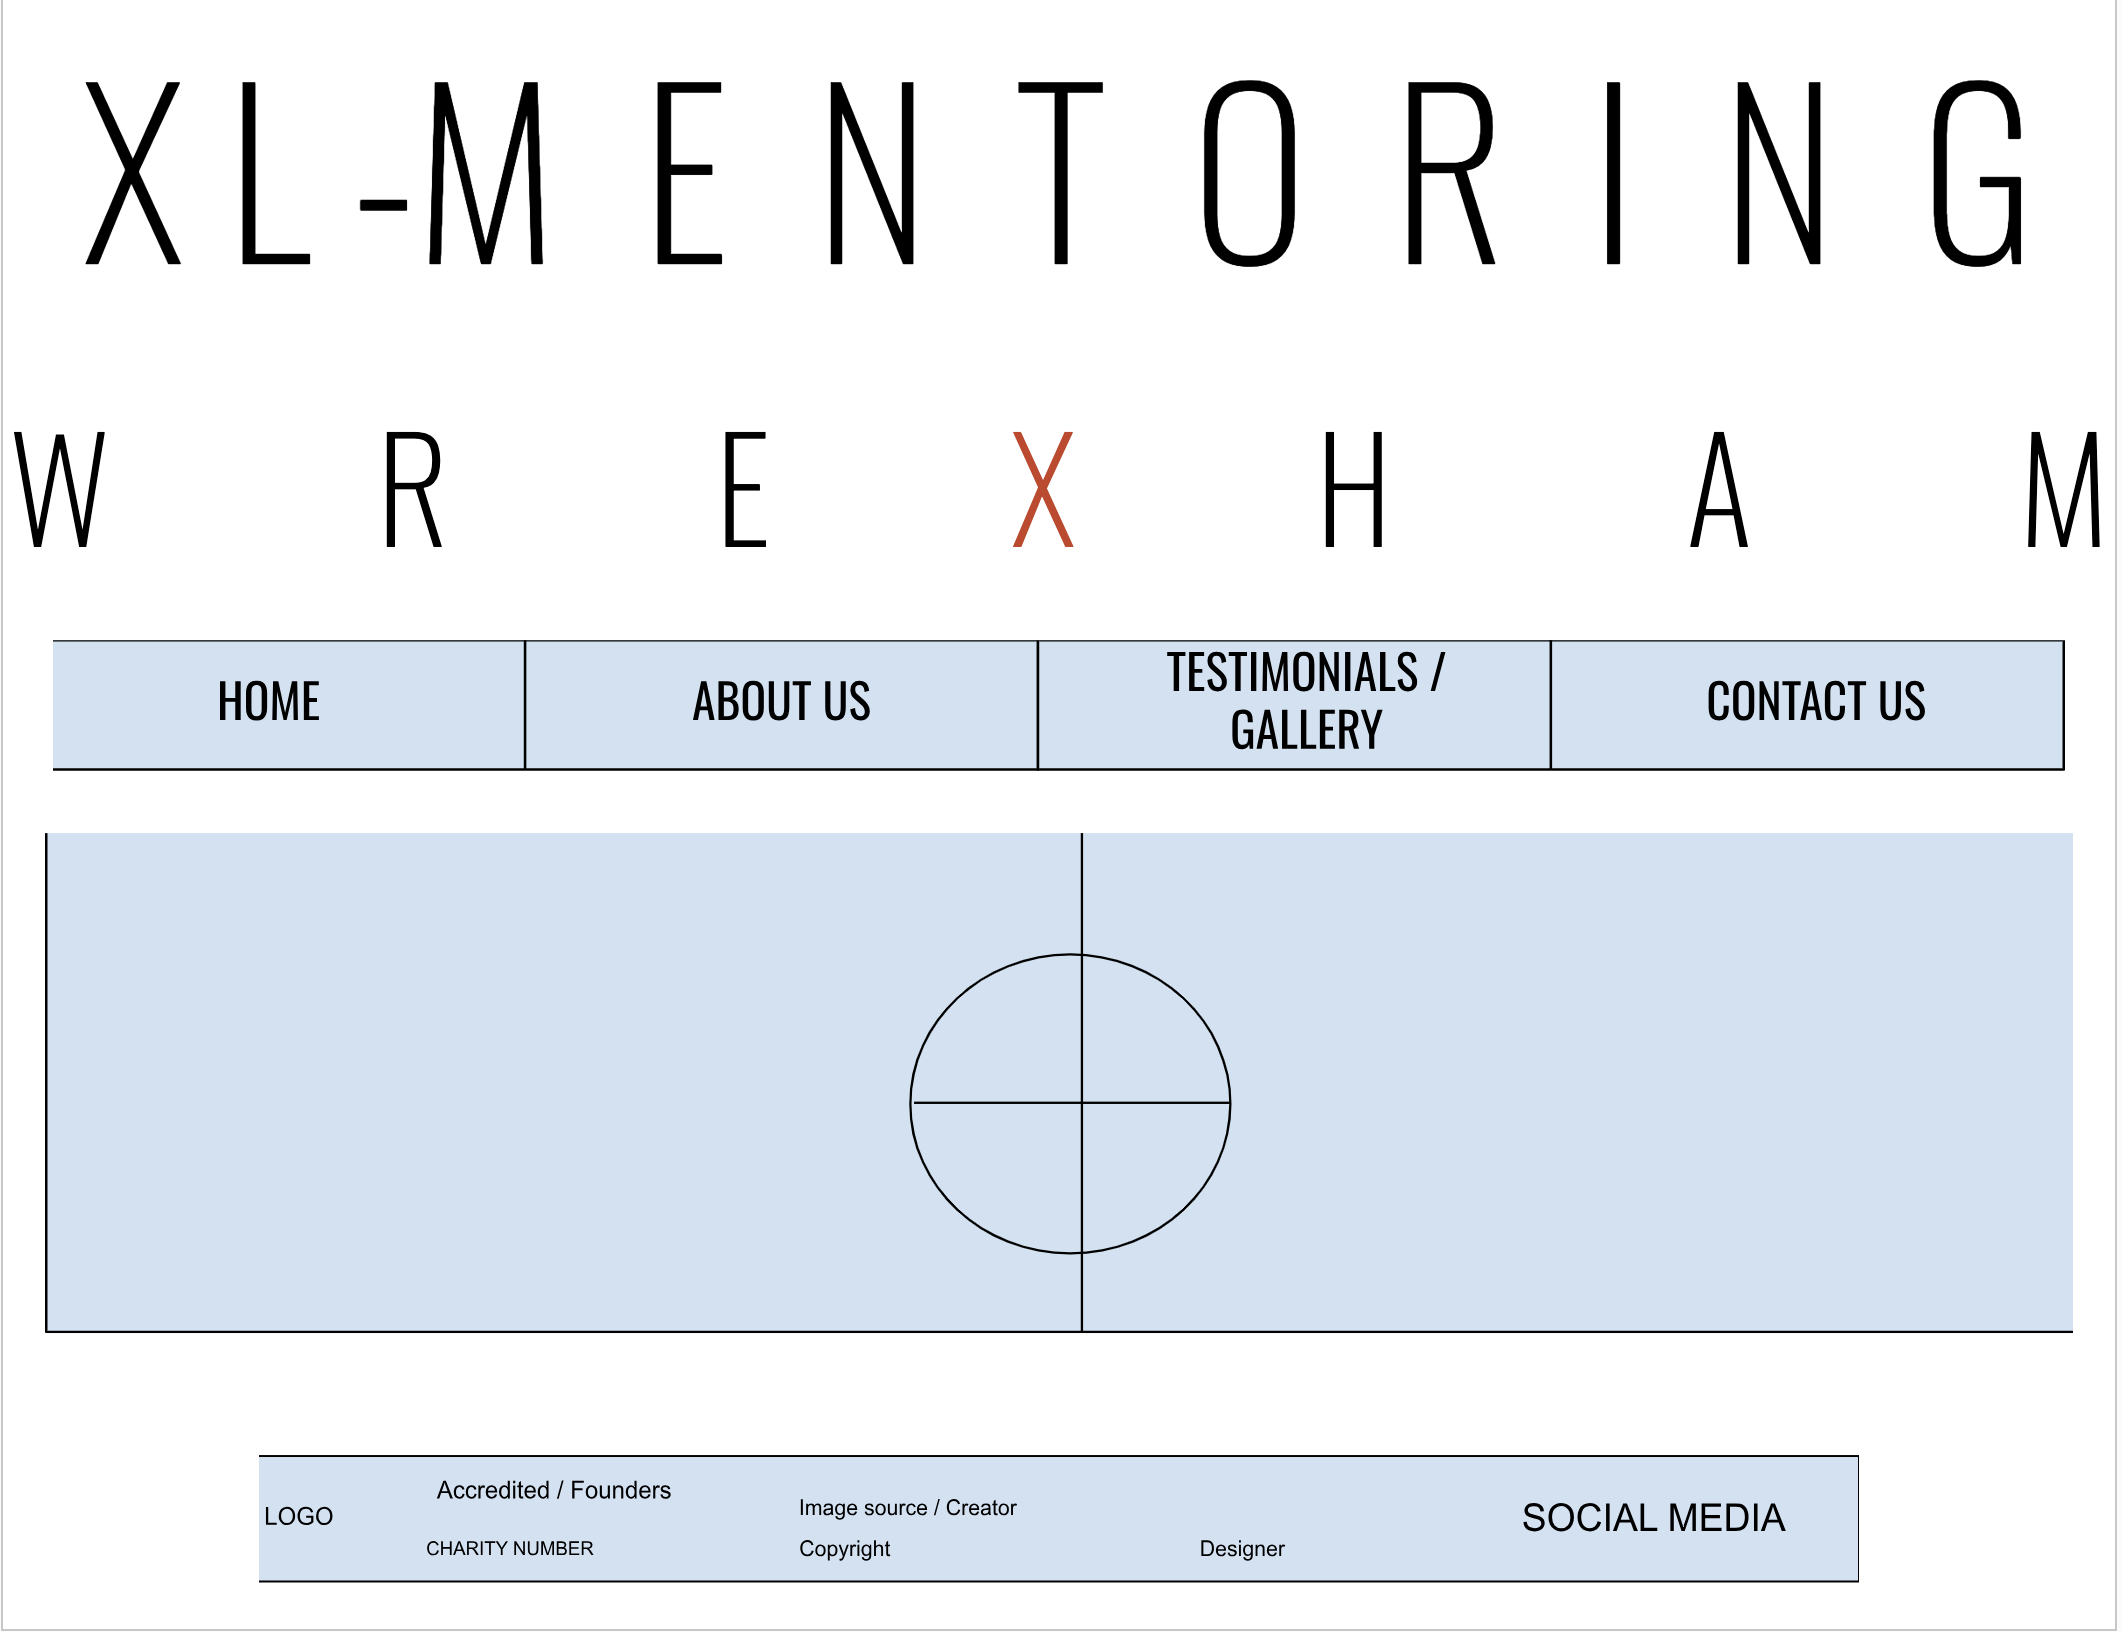 XL-MENTORING
WREXHAM
HOME
ABOUT US
TESTIMONIALS /
GALLERY
CONTACT US
LOGO
Accredited / Founders
CHARITY NUMBER
Image source / Creator
Copyright
Designer
SOCIAL MEDIA